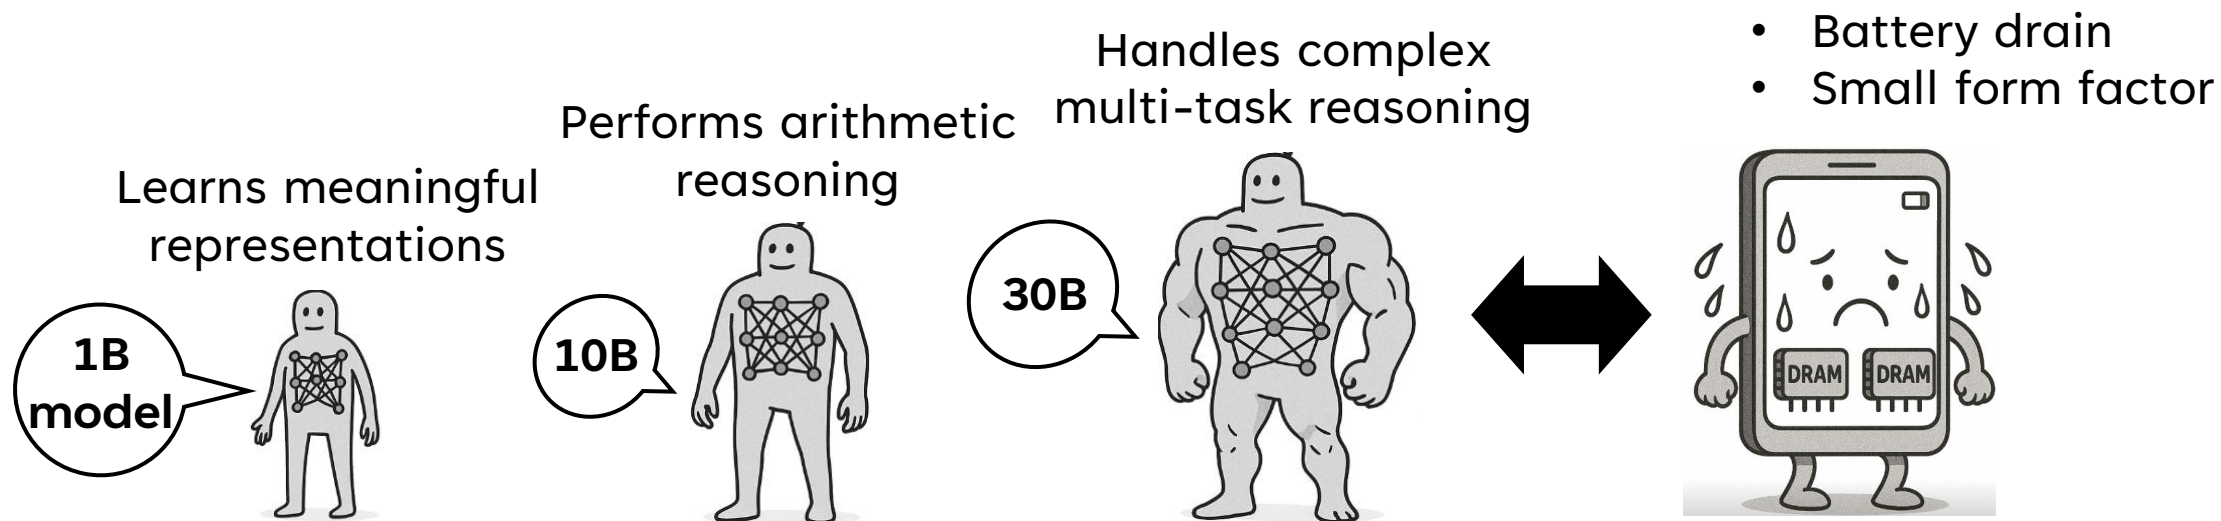 Learns meaningful
representations
1B
model
Performs arithmetic
reasoning
10B
Handles complex
multi-task reasoning
30B
• Battery drain
• Small form factor
DRAM
DRAM